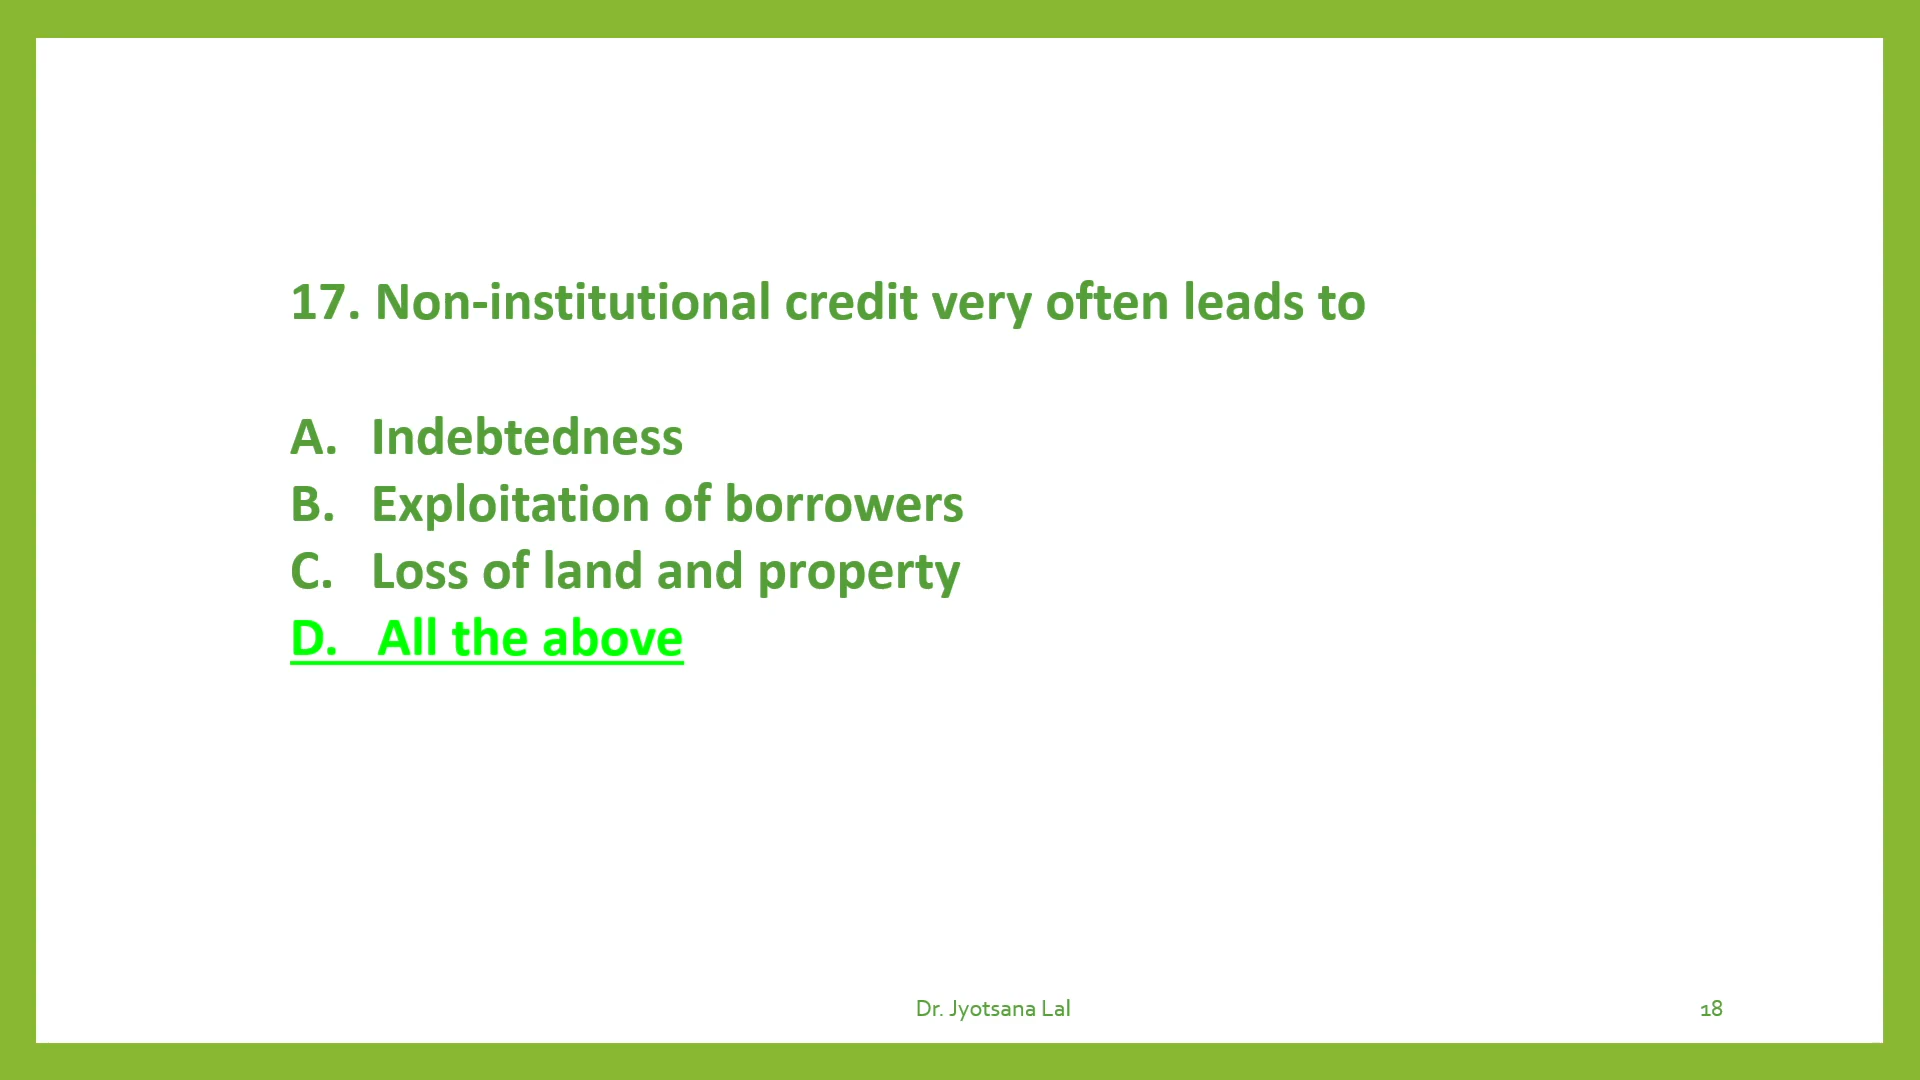 17. Non-institutional credit very often leads to
A. Indebtedness
B. Exploitation of borrowers
C. Loss of land and property
D. All the above
Dr. Jyotsana Lal
18